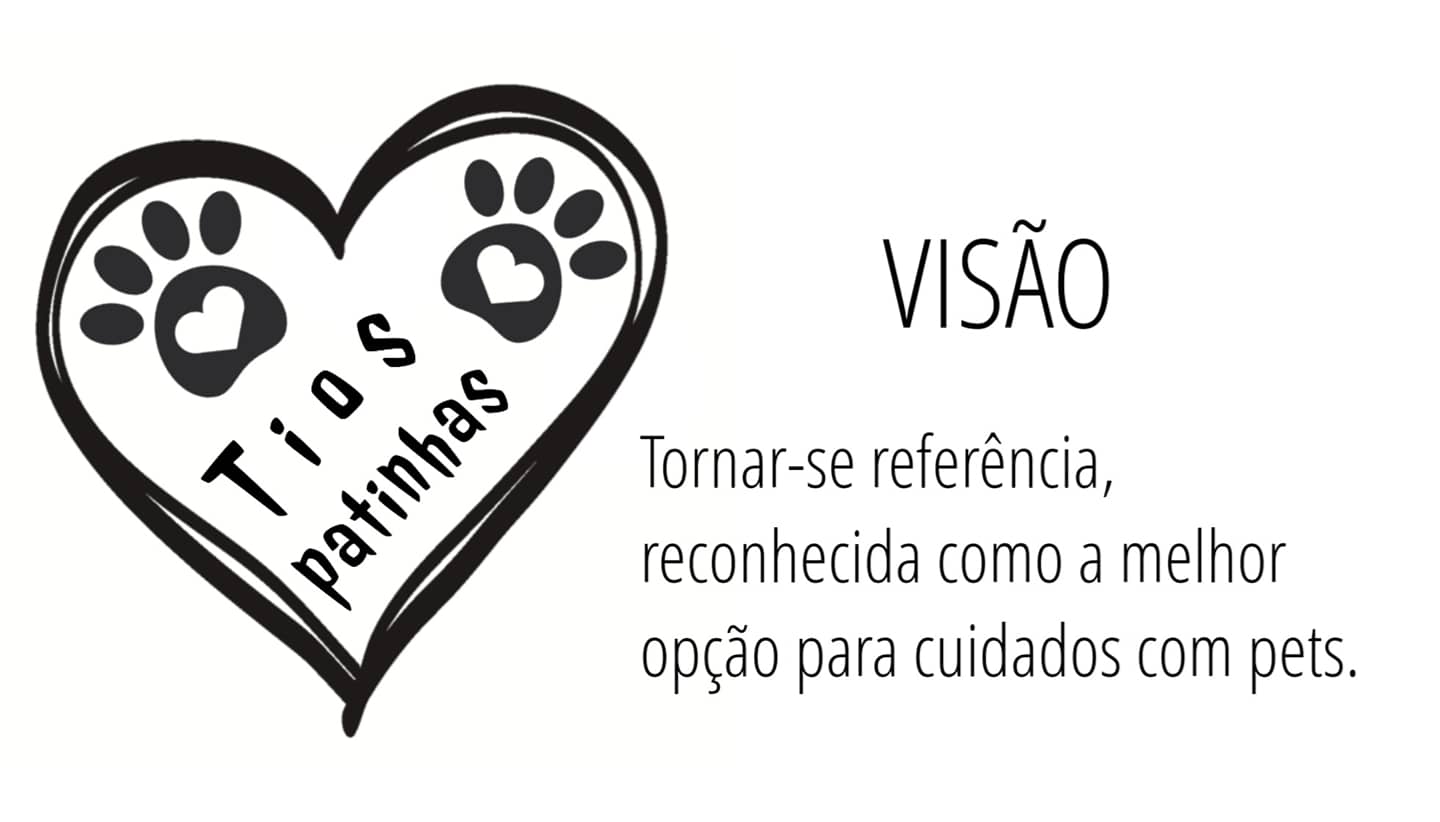 Tios
patinhas
VISÃO
Tornar-se referência,
reconhecida como a melhor
opção para cuidados com pets.